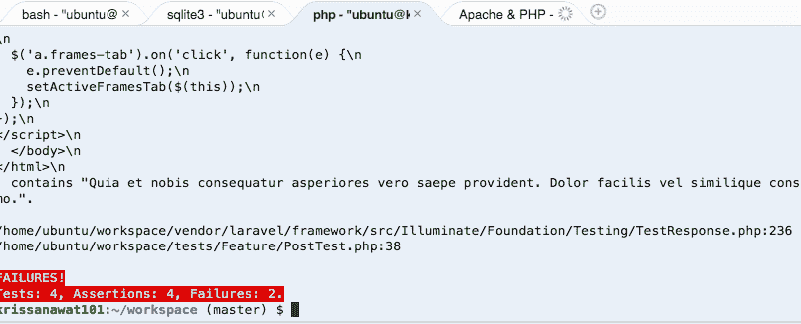 bash - "ubuntu@
sqlite3 - "ubuntu(
php - "ubuntu@k
Apache & PHP -
\n
$('a.frames-tab').on('click', function(e) {\n
e.preventDefault();\n
setActiveFramesTab($(this));\n
});\n
});\n
</script>\n
</body>\n
</html>\n
contains "Quia et nobis consequatur asperiores vero saepe provident. Dolor facilis vel similique cons
mo.".
/home/ubuntu/workspace/vendor/laravel/framework/src/Illuminate/Foundation/Testing/TestResponse.php:236
/home/ubuntu/workspace/tests/Feature/PostTest.php:38
FAILURES!
Tests: 4, Assertions: 4, Failures: 2.
krissanawat101:~/workspace (master) $